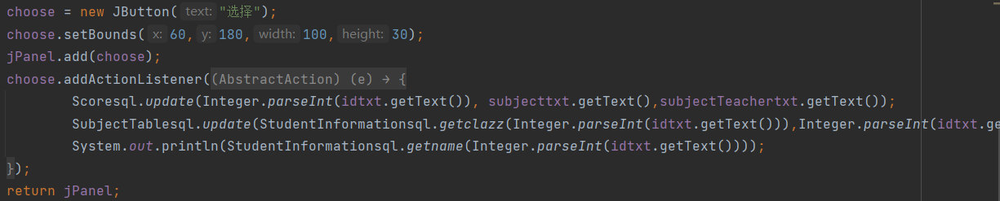 choose = new JButton( text: "选择");
choose.setBounds( x: 60, y: 180, width: 100, height: 30);
jPanel.add(choose);
choose.addActionListener((AbstractAction) (e) → {
Scoresql.update(Integer.parseInt(idtxt.getText()), subjecttxt.getText(),subjectTeachertxt.getText());
SubjectTablesql.update(StudentInformationsql.getclazz(Integer.parseInt(idtxt.getText())),Integer.parseInt(idtxt.ge
System.out.println(StudentInformationsql.getname(Integer.parseInt(idtxt.getText())));
});
return jPanel;